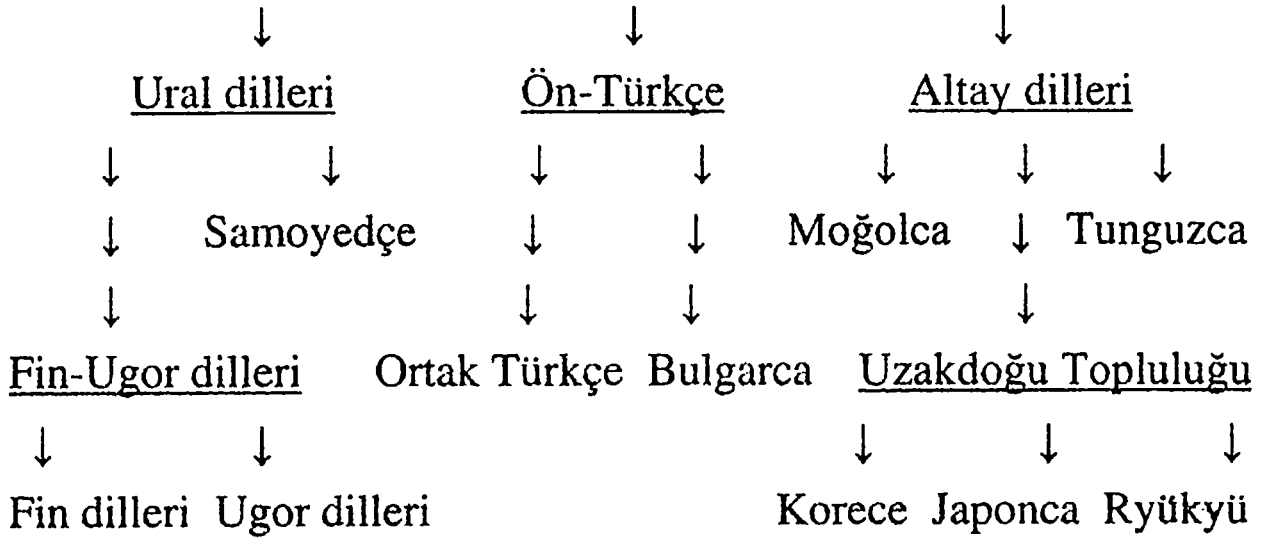 ↓ ↓ ↓
Ural dilleri Ön-Türkçe Altay dilleri
↓ ↓ ↓ ↓ ↓ ↓ ↓
↓ Samoyedçe ↓ ↓ Moğolca ↓ Tunguzca
↓ ↓ ↓ ↓
Fin-Ugor dilleri Ortak Türkçe Bulgarca Uzakdoğu Topluluğu
↓ ↓ ↓ ↓ ↓
Fin dilleri Ugor dilleri Korece Japonca Ryükyü